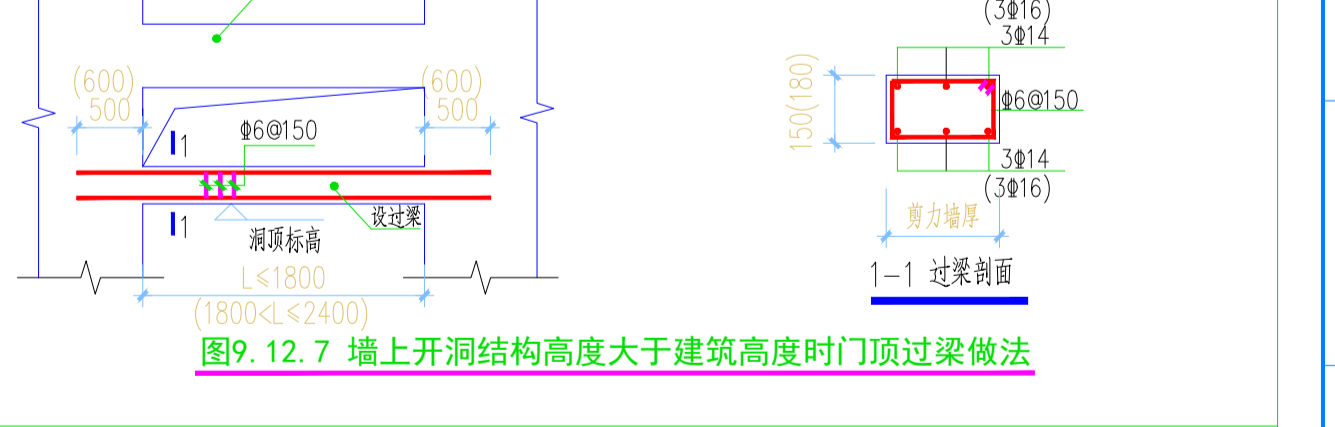 (3Φ16)
3Φ14
(600)
500
(600)
500
150(180)
Φ6@150
1
Φ6@150
3Φ14
(3Φ16)
设过梁
1
剪力墙厚
洞顶标高
1-1 过梁剖面
L≤1800
(1800<L≤2400)
图9.12.7 墙上开洞结构高度大于建筑高度时门顶过梁做法